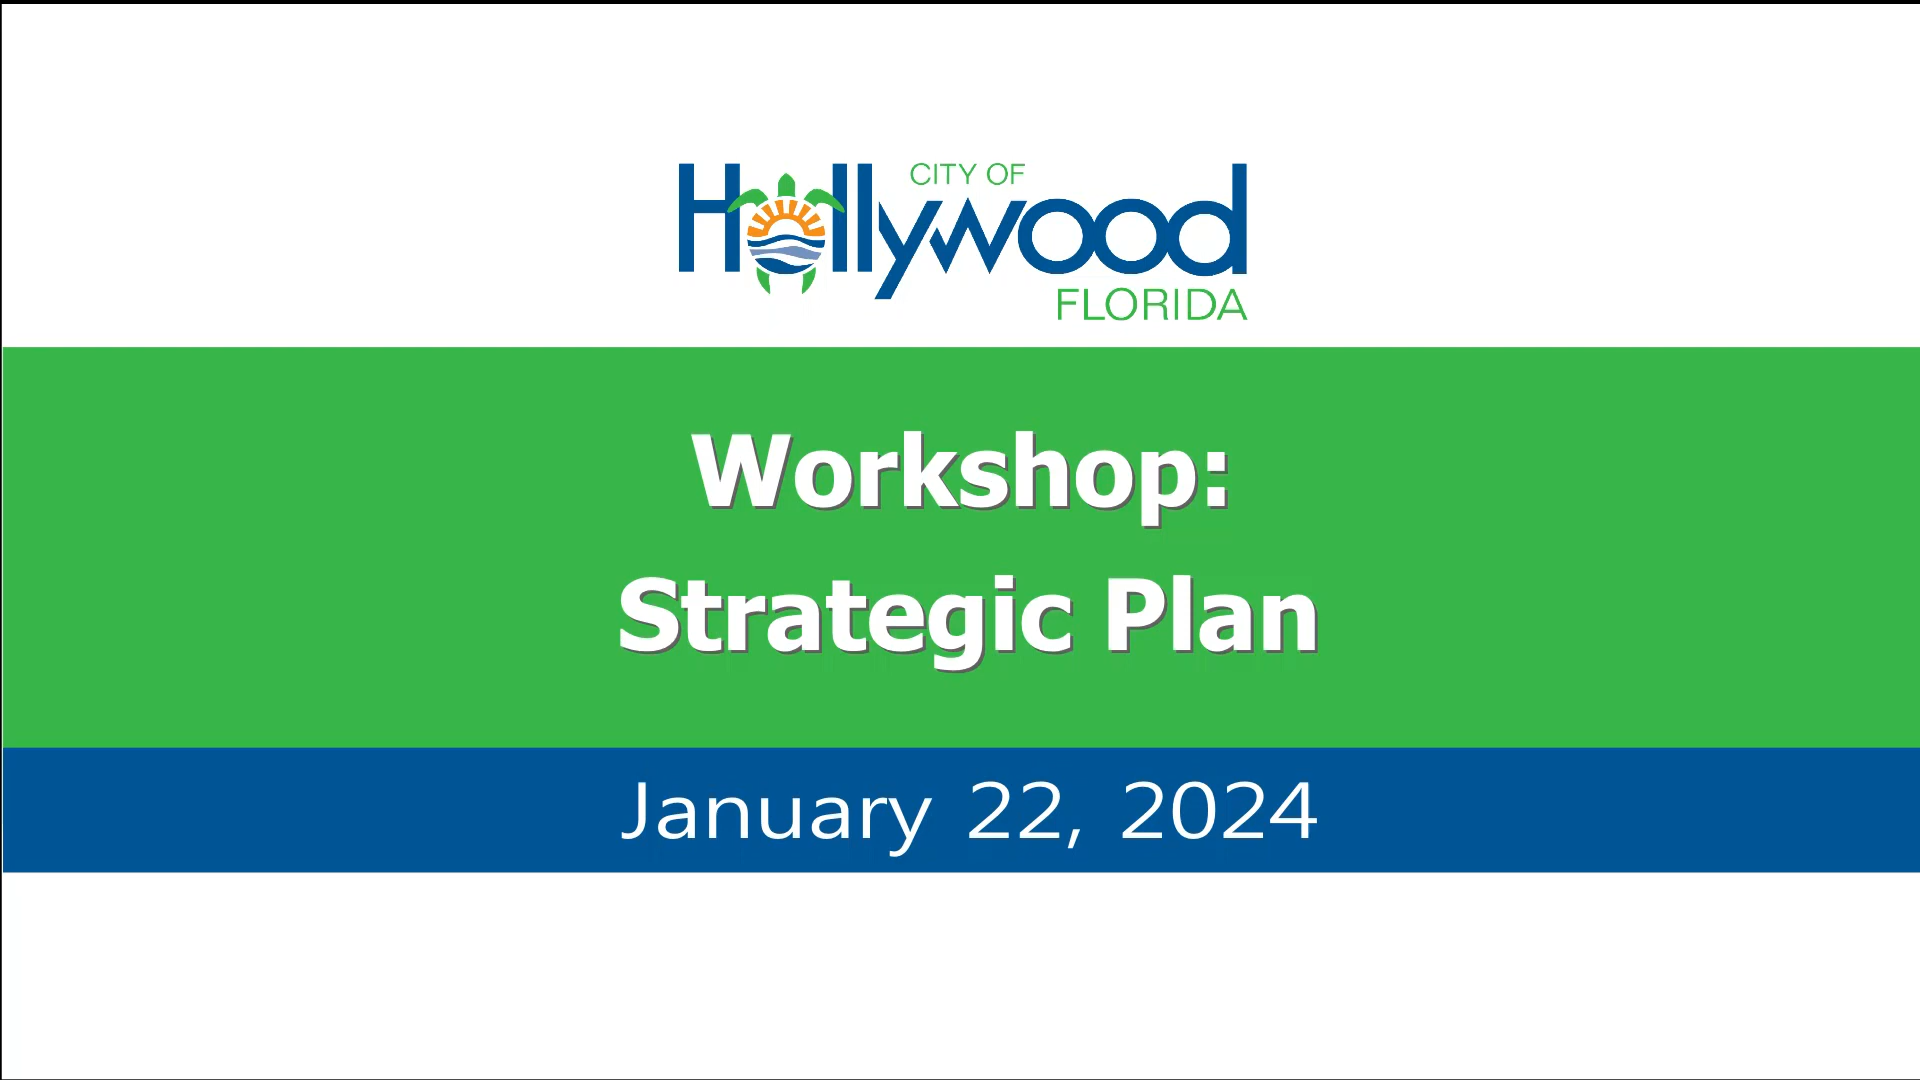 CITY OF
Hollywood
FLORIDA
Workshop:
Strategic Plan
January 22, 2024